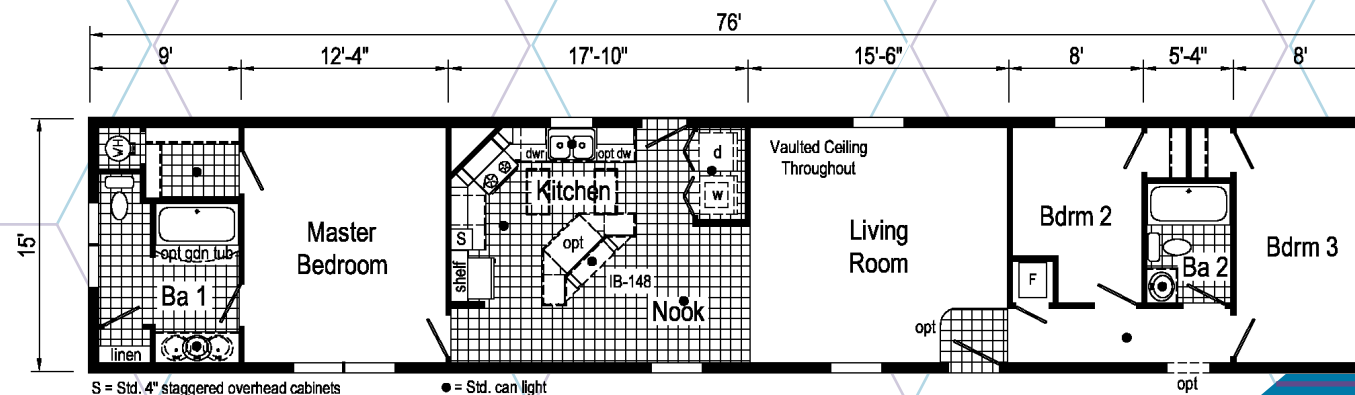 76'
9'
12'-4"
17'-10"
15'-6"
8'
5'-4"
8'
15'
WH
opt gdn tub
Ba 1
linen
Master
Bedroom
dwr
opt dw
Kitchen
S
shelf
opt
IB-148
Nook
d
w
Vaulted Ceiling
Throughout
Living
Room
opt
Bdrm 2
F
Ba 2
Bdrm 3
opt
S = Std. 4" staggered overhead cabinets
● = Std. can light